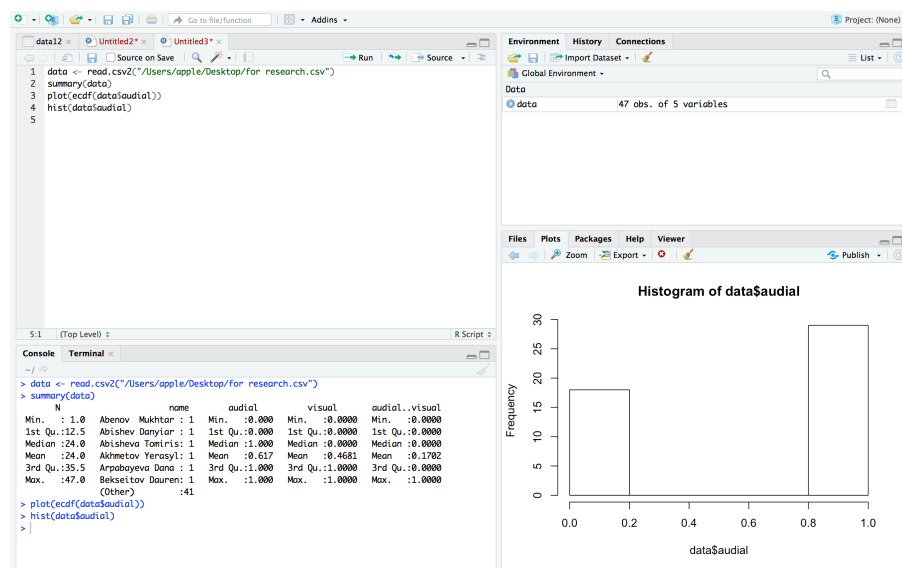 Go to file/function Addins Project: (None)
data12 Untitled2* Untitled3*
Source on Save Run Source
1 data <- read.csv2("/Users/apple/Desktop/for research.csv")
2 summary(data)
3 plot(ecdf(data$audial))
4 hist(data$audial)
5
5:1 (Top Level) R Script
Console Terminal
~/
> data <- read.csv2("/Users/apple/Desktop/for research.csv")
> summary(data)
N name audial visual audial..visual
Min. : 1.0 Abenov Mukhtar : 1 Min. :0.000 Min. :0.0000 Min. :0.0000
1st Qu.:12.5 Abishev Danyiar : 1 1st Qu.:0.000 1st Qu.:0.0000 1st Qu.:0.0000
Median :24.0 Abisheva Tomiris: 1 Median :1.000 Median :0.0000 Median :0.0000
Mean :24.0 Akhmetov Yerasyl: 1 Mean :0.617 Mean :0.4681 Mean :0.1702
3rd Qu.:35.5 Arpabayeva Dana : 1 3rd Qu.:1.000 3rd Qu.:1.0000 3rd Qu.:0.0000
Max. :47.0 Bekseitov Dauren: 1 Max. :1.000 Max. :1.0000 Max. :1.0000
(Other) :41
> plot(ecdf(data$audial))
> hist(data$audial)
>
Environment History Connections
Import Dataset List
Global Environment
Data
data 47 obs. of 5 variables
Files Plots Packages Help Viewer
Zoom Export Publish
Histogram of data$audial
Frequency
30
25
20
15
10
5
0
0.0 0.2 0.4 0.6 0.8 1.0
data$audial